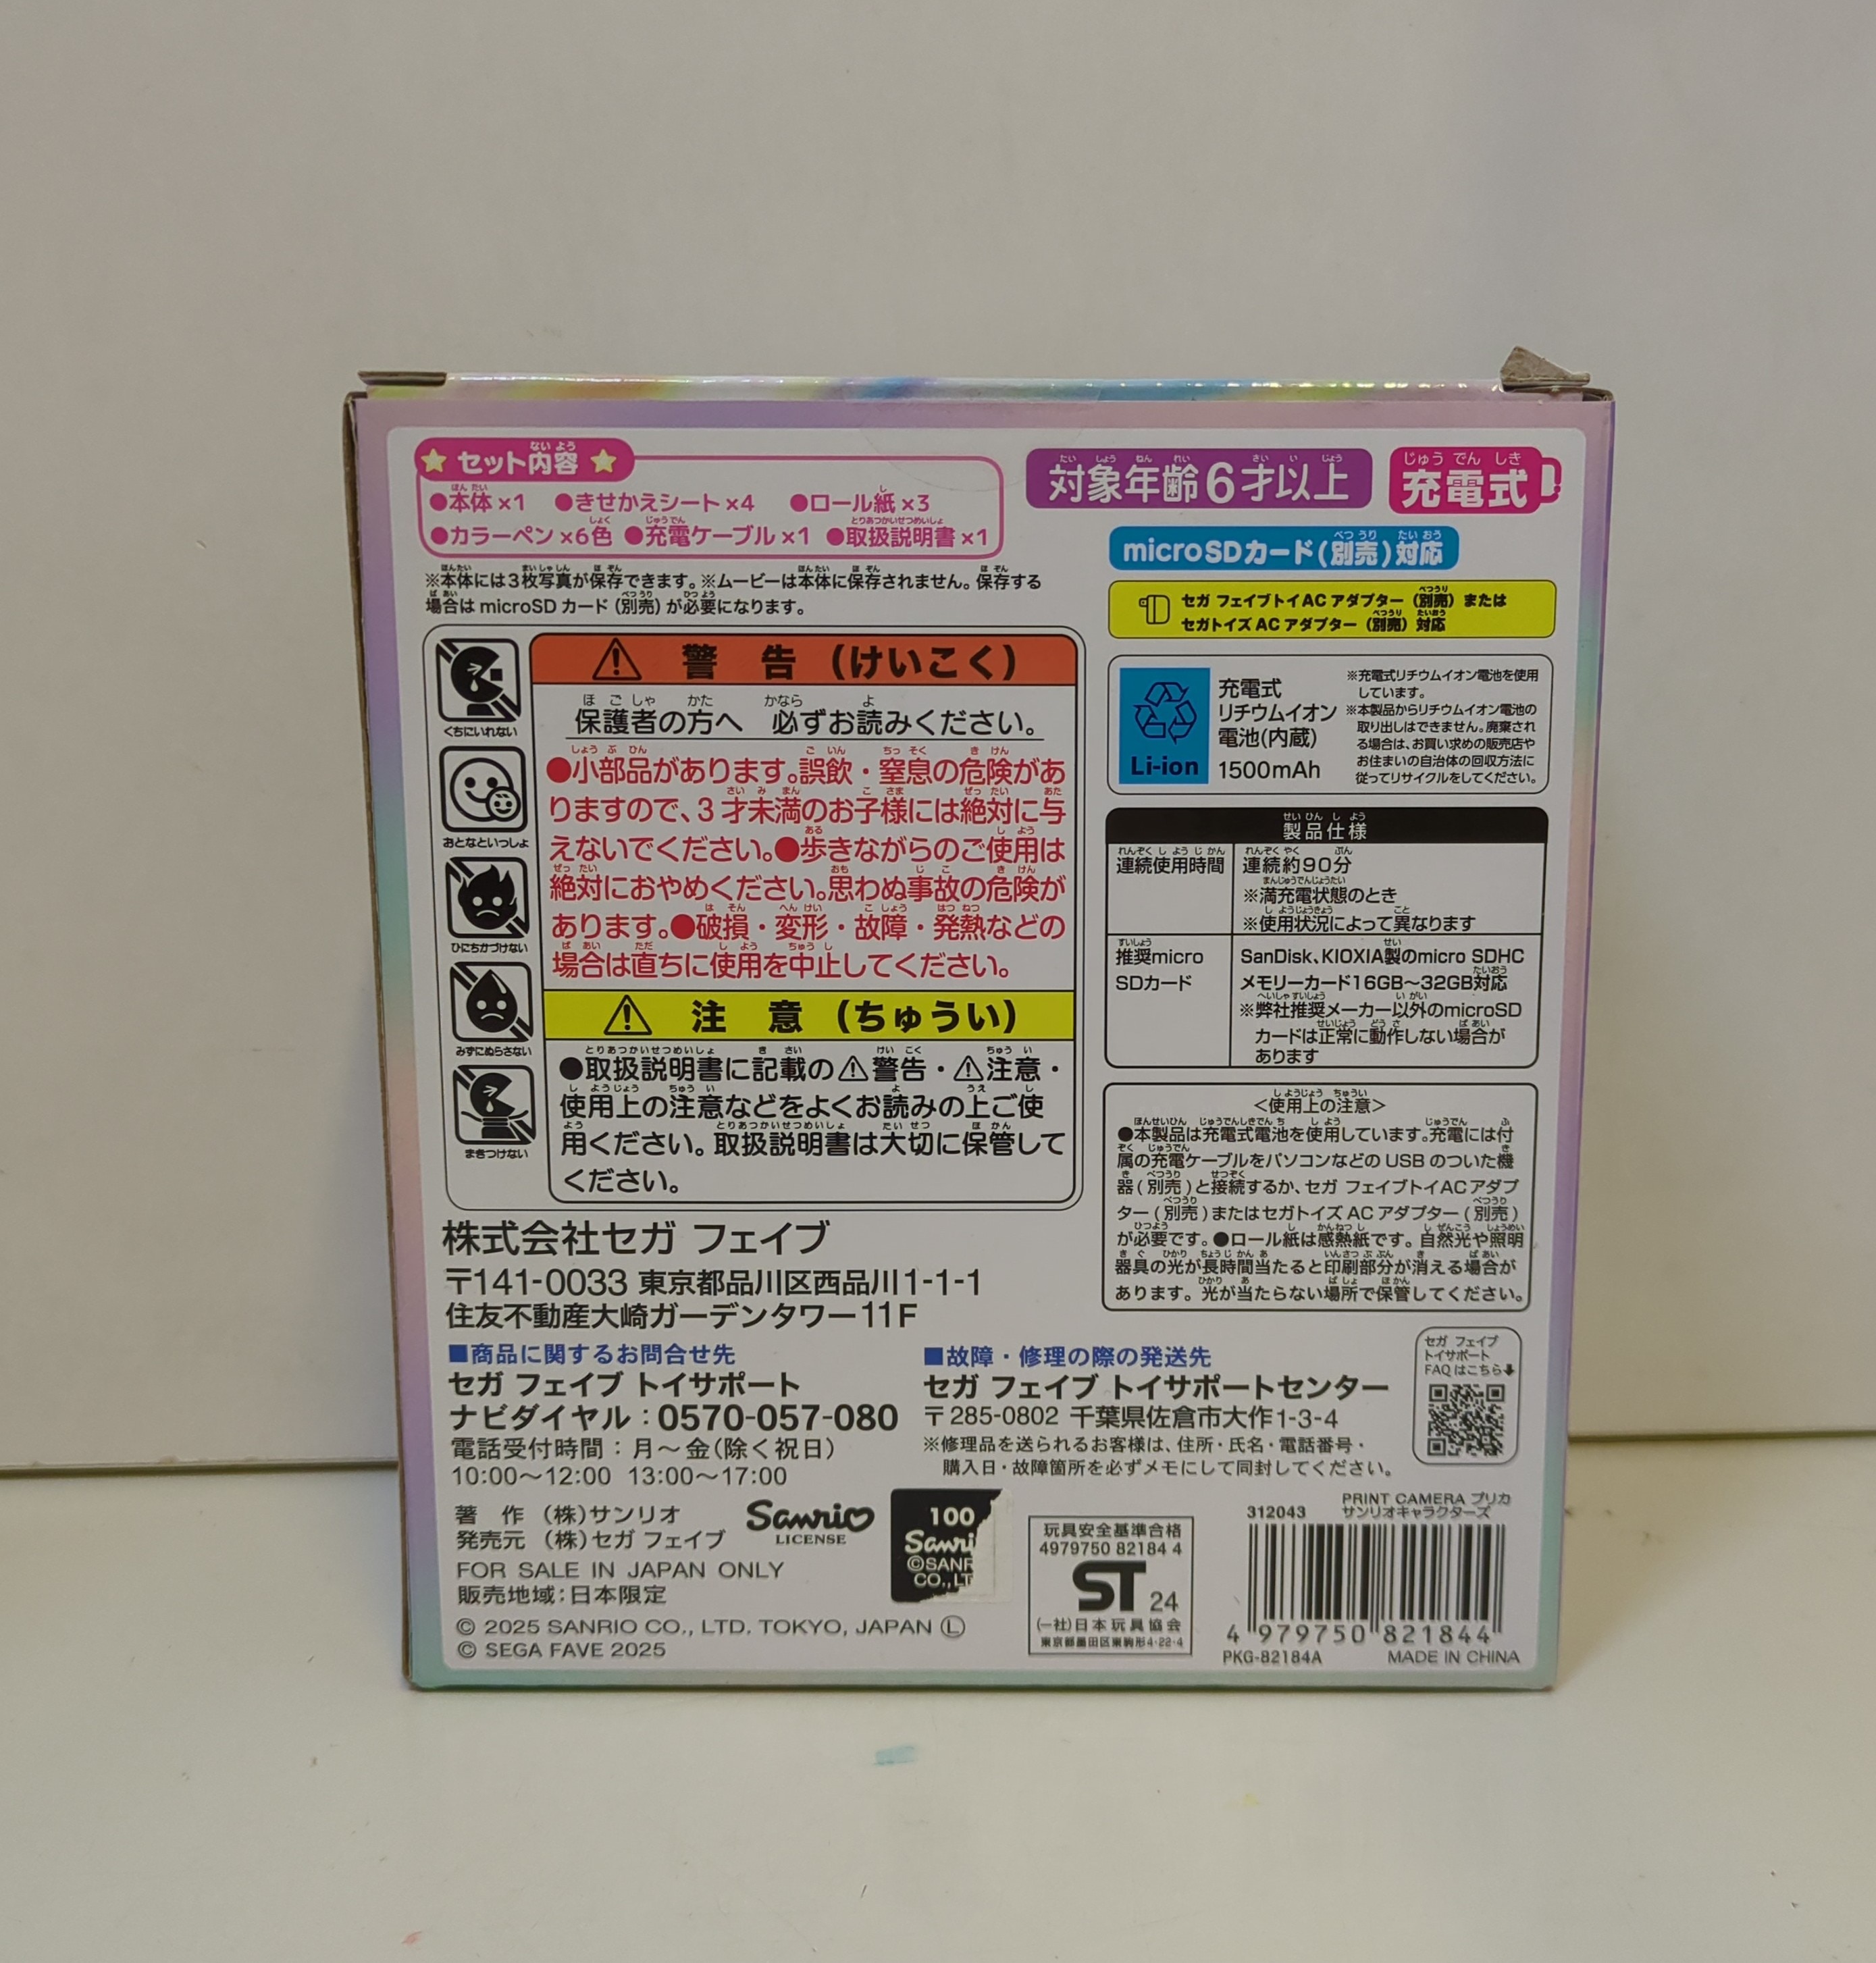 セット内容
●本体×1 ●きせかえシート×4 ●ロール紙×3
●カラーペン×6色 ●充電ケーブル×1 ●取扱説明書×1
※本体には3枚写真が保存できます。※ムービーは本体に保存されません。保存する
場合は microSD カード（別売）が必要になります。
対象年齢6才以上
充電式
microSDカード(別売)対応
セガ フェイブトイACアダプター（別売）または
セガトイズ ACアダプター（別売）対応
くちにいれない
おとなといっしょ
ひにちかづけない
みずにぬらさない
まきつけない
警 告（けいこく）
保護者の方へ 必ずお読みください。
●小部品があります。誤飲・窒息の危険があ
りますので、3才未満のお子様には絶対に与
えないでください。●歩きながらのご使用は
絶対におやめください。思わぬ事故の危険が
あります。●破損・変形・故障・発熱などの
場合は直ちに使用を中止してください。
注 意（ちゅうい）
●取扱説明書に記載の⚠警告・⚠注意・
使用上の注意などをよくお読みの上ご使
用ください。取扱説明書は大切に保管して
ください。
Li-ion
充電式
リチウムイオン
電池(内蔵)
1500mAh
※充電式リチウムイオン電池を使用
しています。
※本製品からリチウムイオン電池の
取り出しはできません。廃棄され
る場合は、お買い求めの販売店や
お住まいの自治体の回収方法に
従ってリサイクルをしてください。
製品仕様
連続使用時間 連続約90分
※満充電状態のとき
※使用状況によって異なります
推奨micro SanDisk、KIOXIA製のmicro SDHC
SDカード メモリーカード16GB〜32GB対応
※弊社推奨メーカー以外のmicroSD
カードは正常に動作しない場合が
あります
<使用上の注意>
●本製品は充電式電池を使用しています。充電には付
属の充電ケーブルをパソコンなどの USB のついた機
器(別売)と接続するか、セガ フェイブトイACアダプ
ター(別売)またはセガトイズ ACアダプター(別売)
が必要です。●ロール紙は感熱紙です。自然光や照明
器具の光が長時間当たると印刷部分が消える場合が
あります。光が当たらない場所で保管してください。
株式会社セガ フェイブ
〒141-0033 東京都品川区西品川1-1-1
住友不動産大崎ガーデンタワー11F
■商品に関するお問合せ先
セガ フェイブ トイサポート
ナビダイヤル：0570-057-080
電話受付時間：月〜金(除く祝日)
10:00〜12:00 13:00〜17:00
■故障・修理の際の発送先
セガ フェイブ トイサポートセンター
〒285-0802 千葉県佐倉市大作1-3-4
※修理品を送られるお客様は、住所・氏名・電話番号・
購入日・故障箇所を必ずメモにして同封してください。
セガ フェイブ
トイサポート
FAQはこちら⬇
著 作 (株)サンリオ
発売元 (株)セガ フェイブ
Sanrio
LICENSE
100
Sanri
©SANR
CO.,LT
FOR SALE IN JAPAN ONLY
販売地域:日本限定
© 2025 SANRIO CO., LTD. TOKYO, JAPAN Ⓛ
© SEGA FAVE 2025
玩具安全基準合格
4979750 82184 4
ST 24
(一社)日本玩具協会
東京都墨田区東駒形4-22-4
312043 PRINT CAMERA プリカ
サンリオキャラクターズ
4 979750 821844
PKG-82184A MADE IN CHINA